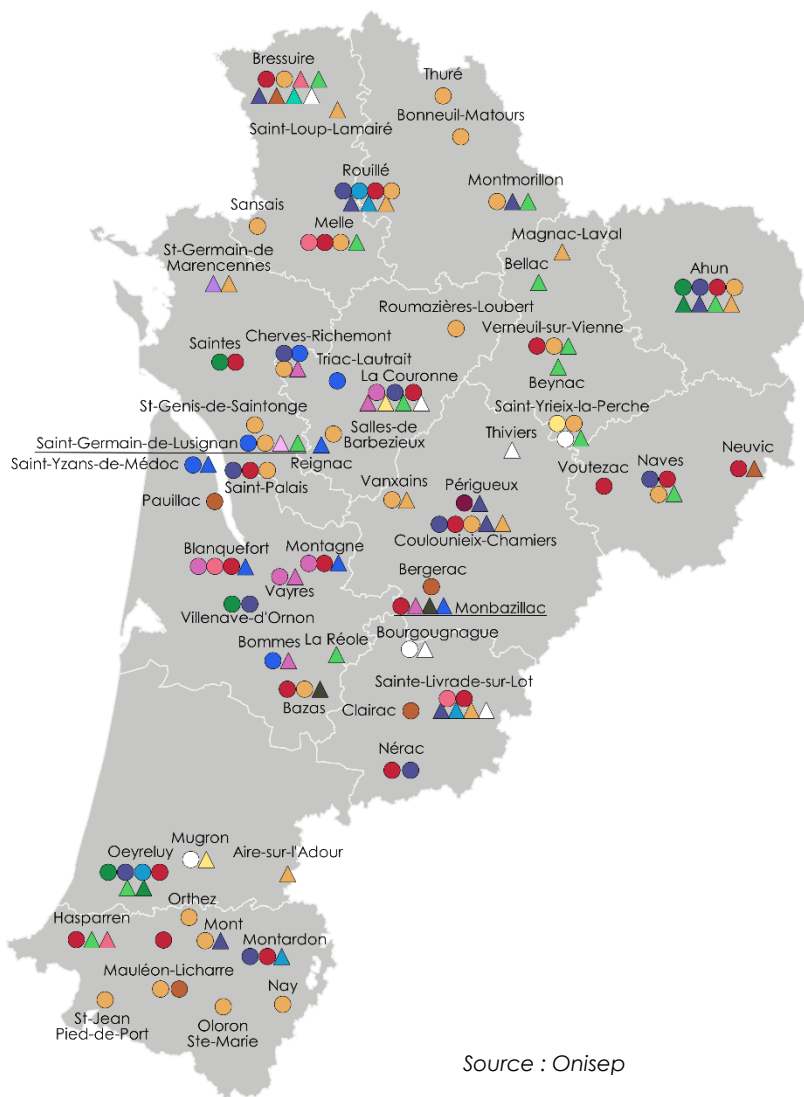 Bressuire
Thuré
Bonneuil-Matours
Saint-Loup-Lamairé
Rouillé
Montmorillon
Sansais
Melle
Magnac-Laval
St-Germain-de
Marencennes
Bellac
Ahun
Roumazières-Loubert
Cherves-Richemont
Verneuil-sur-Vienne
Saintes
Triac-Lautrait
La Couronne
Beynac
St-Genis-de-Saintonge
Saint-Yrieix-la-Perche
Salles-de
Barbezieux
Thiviers
Saint-Germain-de-Lusignan
Reignac
Neuvic
Saint-Yzans-de-Médoc
Voutezac
Naves
Saint-Palais
Vanxains
Périgueux
Pauillac
Coulounieix-Chamiers
Blanquefort
Montagne
Vayres
Bergerac
Villenave-d'Ornon
Monbazillac
Bommes
La Réole
Bourgougnague
Bazas
Sainte-Livrade-sur-Lot
Clairac
Nérac
Mugron
Oeyreluy
Aire-sur-l'Adour
Orthez
Hasparren
Mont
Montardon
Mauléon-Licharre
Nay
St-Jean
Pied-de-Port
Oloron
Ste-Marie
Source : Onisep